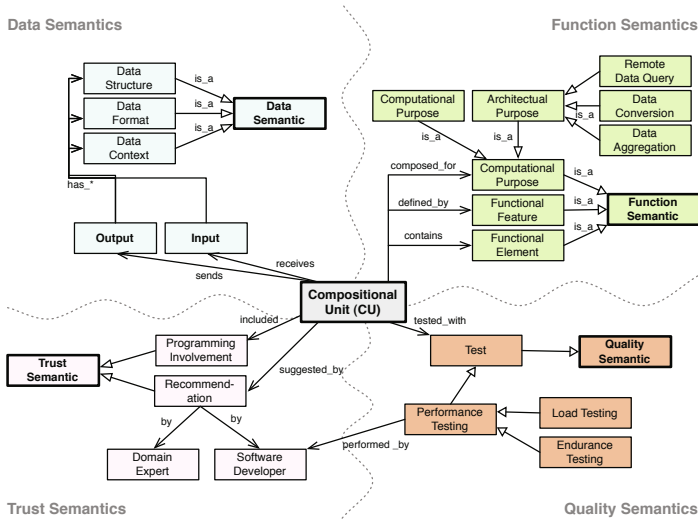 Data Semantics
Function Semantics
Data
Structure
is_a
Data
Format
is_a
Data
Context
is_a
Data
Semantic
has_*
Output
Input
receives
sends
Remote
Data Query
Computational
Purpose
Architectural
Purpose
Data
Conversion
is_a
Data
Aggregation
is_a
is_a
composed_for
Computational
Purpose
is_a
defined_by
Functional
Feature
is_a
Function
Semantic
contains
Functional
Element
is_a
Compositional
Unit (CU)
included
tested_with
Programming
Involvement
Trust
Semantic
suggested_by
Recommend-
ation
by
by
Domain
Expert
Software
Developer
Test
Quality
Semantic
Performance
Testing
Load Testing
performed _by
Endurance
Testing
Trust Semantics
Quality Semantics